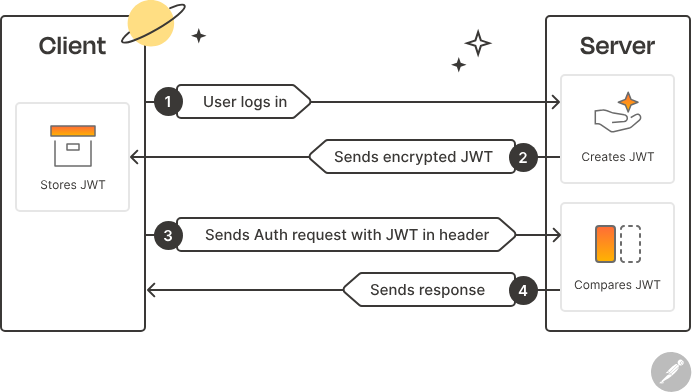 Client
Server
1 User logs in
Creates JWT
Stores JWT
Sends encrypted JWT 2
3 Sends Auth request with JWT in header
Compares JWT
Sends response 4